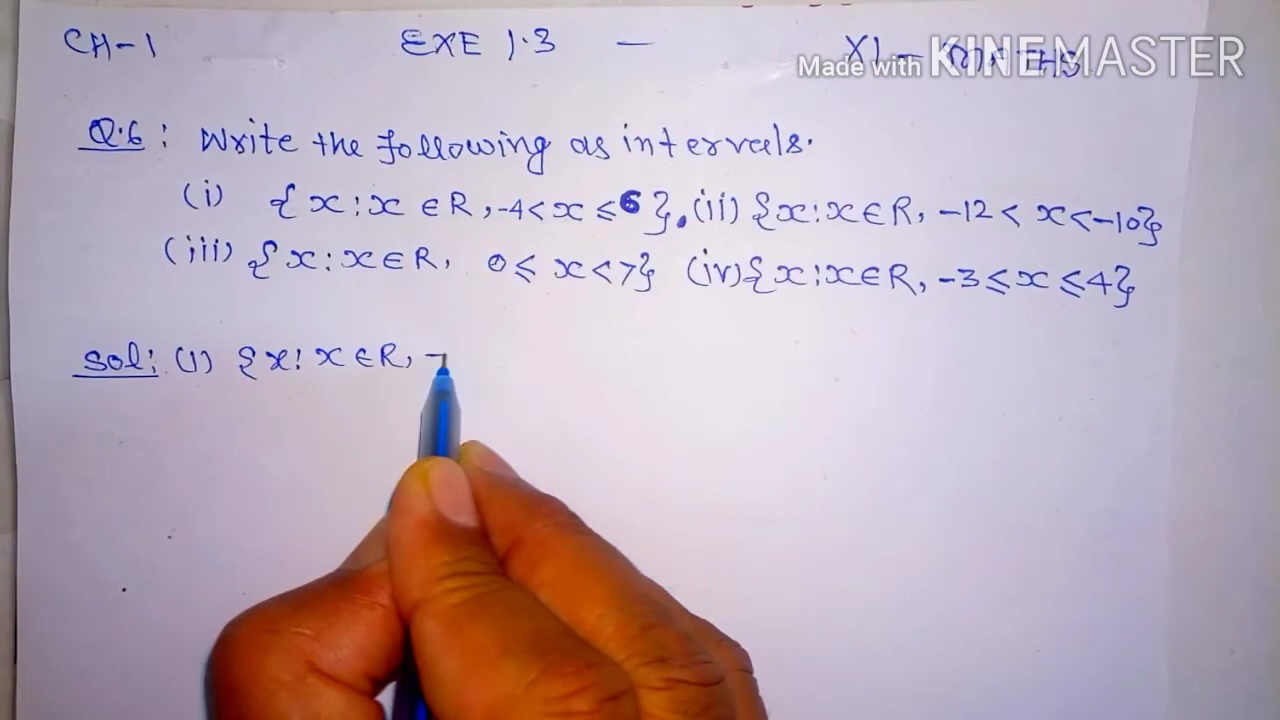 CH-1 EXE 1.3 — XI - MATHS
Made with KINEMASTER
Q.6: Write the following as intervals.
(i) {x:x∈R, -4<x≤6}, (ii) {x:x∈R, -12<x<-10}
(iii) {x:x∈R, 0≤x<7} (iv) {x:x∈R, -3≤x≤4}
Sol: (i) {x: x∈R, -